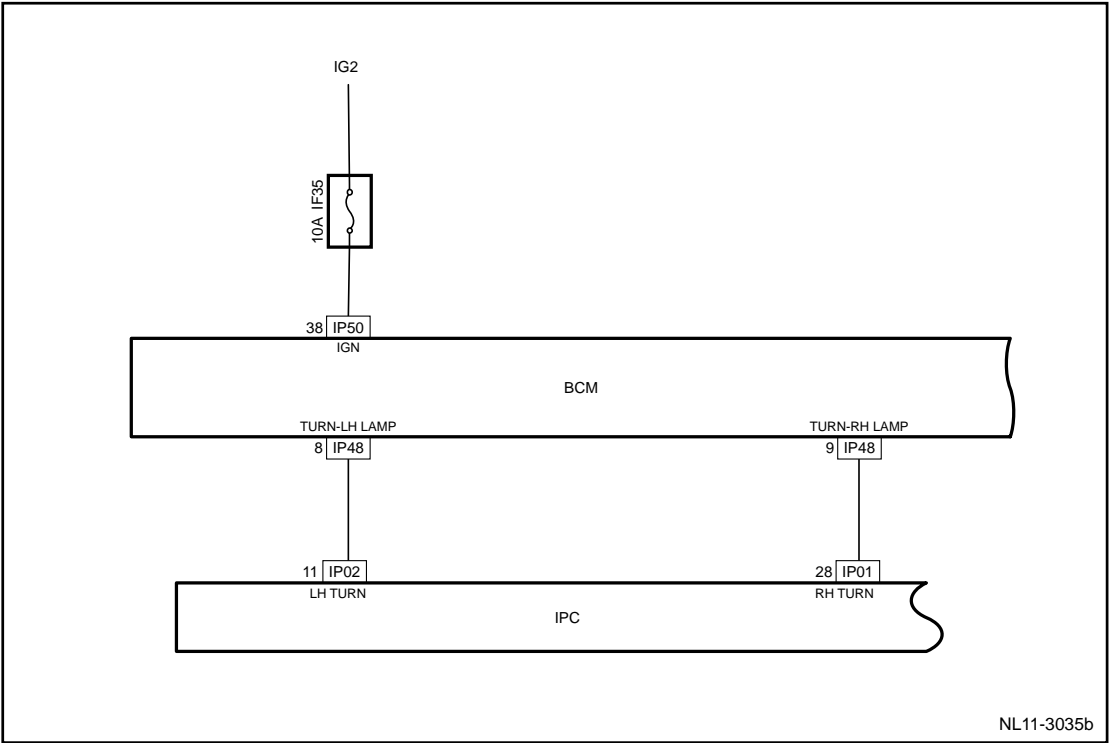 IG2
10A IF35
38 IP50
IGN
BCM
TURN-LH LAMP
TURN-RH LAMP
8 IP48
9 IP48
11 IP02
28 IP01
LH TURN
RH TURN
IPC
NL11-3035b